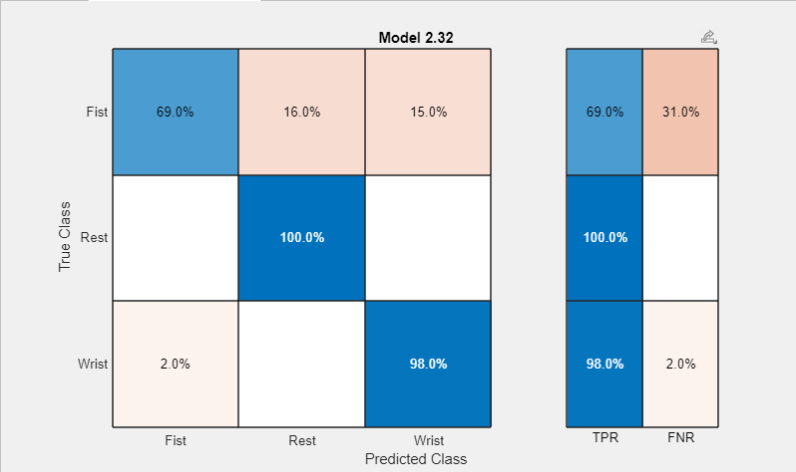 Model 2.32
Fist 69.0% 16.0% 15.0% 69.0% 31.0%
True Class
Rest 100.0% 100.0%
Wrist 2.0% 98.0% 98.0% 2.0%
Fist Rest Wrist TPR FNR
Predicted Class